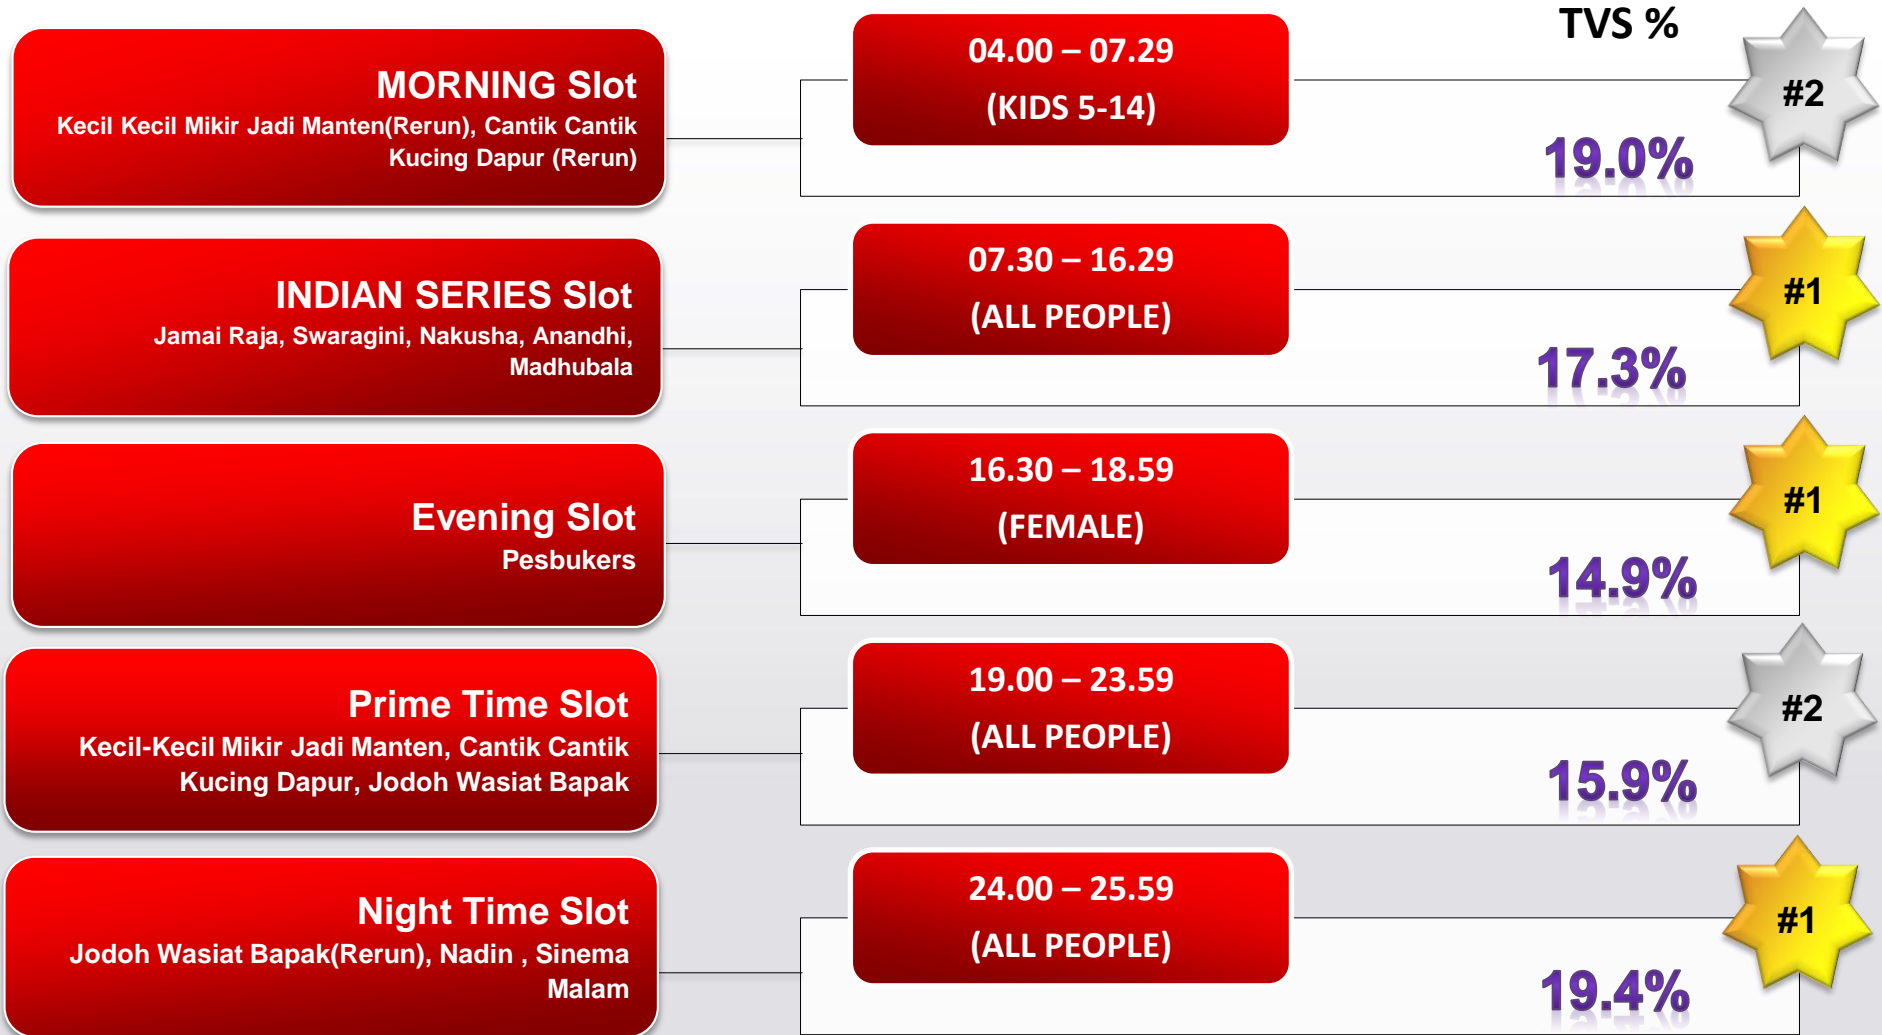 TVS %
MORNING Slot
Kecil Kecil Mikir Jadi Manten(Rerun), Cantik Cantik
Kucing Dapur (Rerun)
04.00 – 07.29
(KIDS 5-14)
19.0%
#2
INDIAN SERIES Slot
Jamai Raja, Swaragini, Nakusha, Anandhi,
Madhubala
07.30 – 16.29
(ALL PEOPLE)
17.3%
#1
Evening Slot
Pesbukers
16.30 – 18.59
(FEMALE)
14.9%
#1
Prime Time Slot
Kecil-Kecil Mikir Jadi Manten, Cantik Cantik
Kucing Dapur, Jodoh Wasiat Bapak
19.00 – 23.59
(ALL PEOPLE)
15.9%
#2
Night Time Slot
Jodoh Wasiat Bapak(Rerun), Nadin , Sinema
Malam
24.00 – 25.59
(ALL PEOPLE)
19.4%
#1